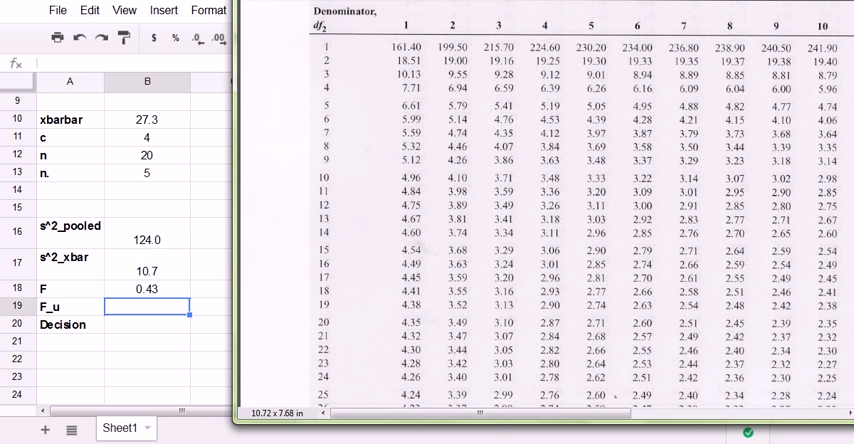 File Edit View Insert Format
$ % .0 .00
fx
A B
9
10 xbarbar 27.3
11 c 4
12 n 20
13 n. 5
14
15
16 s^2_pooled 124.0
17 s^2_xbar 10.7
18 F 0.43
19 F_u
20 Decision
21
22
23
24
+ Sheet1
Denominator,
df2 1 2 3 4 5 6 7 8 9 10
1 161.40 199.50 215.70 224.60 230.20 234.00 236.80 238.90 240.50 241.90
2 18.51 19.00 19.16 19.25 19.30 19.33 19.35 19.37 19.38 19.40
3 10.13 9.55 9.28 9.12 9.01 8.94 8.89 8.85 8.81 8.79
4 7.71 6.94 6.59 6.39 6.26 6.16 6.09 6.04 6.00 5.96
5 6.61 5.79 5.41 5.19 5.05 4.95 4.88 4.82 4.77 4.74
6 5.99 5.14 4.76 4.53 4.39 4.28 4.21 4.15 4.10 4.06
7 5.59 4.74 4.35 4.12 3.97 3.87 3.79 3.73 3.68 3.64
8 5.32 4.46 4.07 3.84 3.69 3.58 3.50 3.44 3.39 3.35
9 5.12 4.26 3.86 3.63 3.48 3.37 3.29 3.23 3.18 3.14
10 4.96 4.10 3.71 3.48 3.33 3.22 3.14 3.07 3.02 2.98
11 4.84 3.98 3.59 3.36 3.20 3.09 3.01 2.95 2.90 2.85
12 4.75 3.89 3.49 3.26 3.11 3.00 2.91 2.85 2.80 2.75
13 4.67 3.81 3.41 3.18 3.03 2.92 2.83 2.77 2.71 2.67
14 4.60 3.74 3.34 3.11 2.96 2.85 2.76 2.70 2.65 2.60
15 4.54 3.68 3.29 3.06 2.90 2.79 2.71 2.64 2.59 2.54
16 4.49 3.63 3.24 3.01 2.85 2.74 2.66 2.59 2.54 2.49
17 4.45 3.59 3.20 2.96 2.81 2.70 2.61 2.55 2.49 2.45
18 4.41 3.55 3.16 2.93 2.77 2.66 2.58 2.51 2.46 2.41
19 4.38 3.52 3.13 2.90 2.74 2.63 2.54 2.48 2.42 2.38
20 4.35 3.49 3.10 2.87 2.71 2.60 2.51 2.45 2.39 2.35
21 4.32 3.47 3.07 2.84 2.68 2.57 2.49 2.42 2.37 2.32
22 4.30 3.44 3.05 2.82 2.66 2.55 2.46 2.40 2.34 2.30
23 4.28 3.42 3.03 2.80 2.64 2.53 2.44 2.37 2.32 2.27
24 4.26 3.40 3.01 2.78 2.62 2.51 2.42 2.36 2.30 2.25
25 4.24 3.39 2.99 2.76 2.60 2.49 2.40 2.34 2.28 2.24
10.72 x 7.68 in